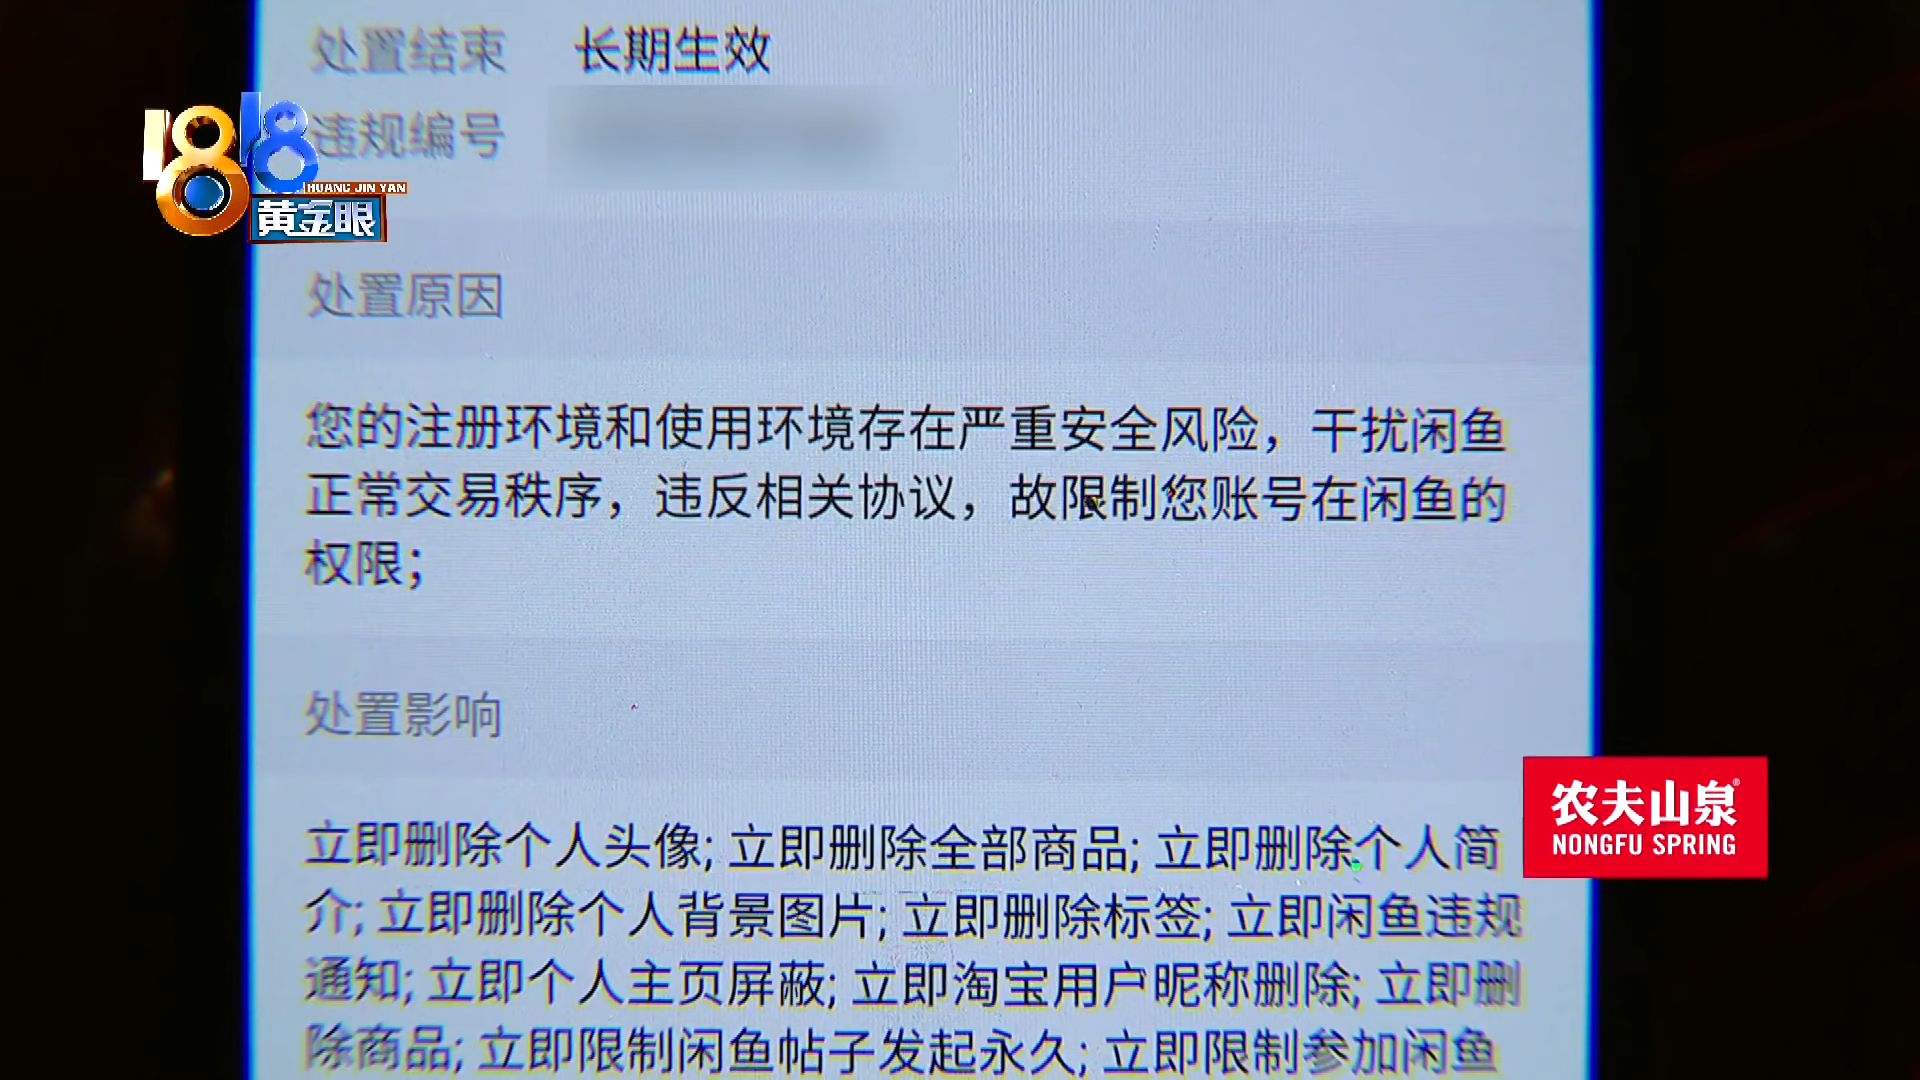 处置结束 长期生效
违规编号
1818
HUANG JIN YAN
黄金眼
处置原因
您的注册环境和使用环境存在严重安全风险，干扰闲鱼
正常交易秩序，违反相关协议，故限制您账号在闲鱼的
权限；
处置影响
立即删除个人头像; 立即删除全部商品; 立即删除个人简
介; 立即删除个人背景图片; 立即删除标签; 立即闲鱼违规
通知; 立即个人主页屏蔽; 立即淘宝用户昵称删除; 立即删
除商品; 立即限制闲鱼帖子发起永久; 立即限制参加闲鱼
农夫山泉®
NONGFU SPRING